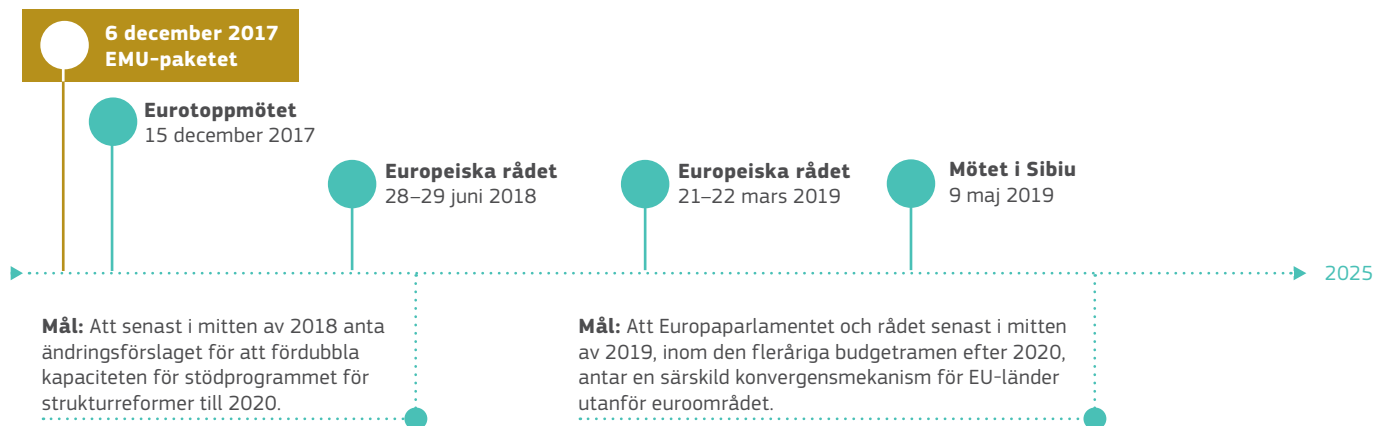 6 december 2017
EMU-paketet
Eurotoppmötet
15 december 2017
Europeiska rådet
28–29 juni 2018
Europeiska rådet
21–22 mars 2019
Mötet i Sibiu
9 maj 2019
2025
Mål: Att senast i mitten av 2018 anta
ändringsförslaget för att fördubbla
kapaciteten för stödprogrammet för
strukturreformer till 2020.
Mål: Att Europaparlamentet och rådet senast i mitten
av 2019, inom den fleråriga budgetramen efter 2020,
antar en särskild konvergensmekanism för EU-länder
utanför euroområdet.